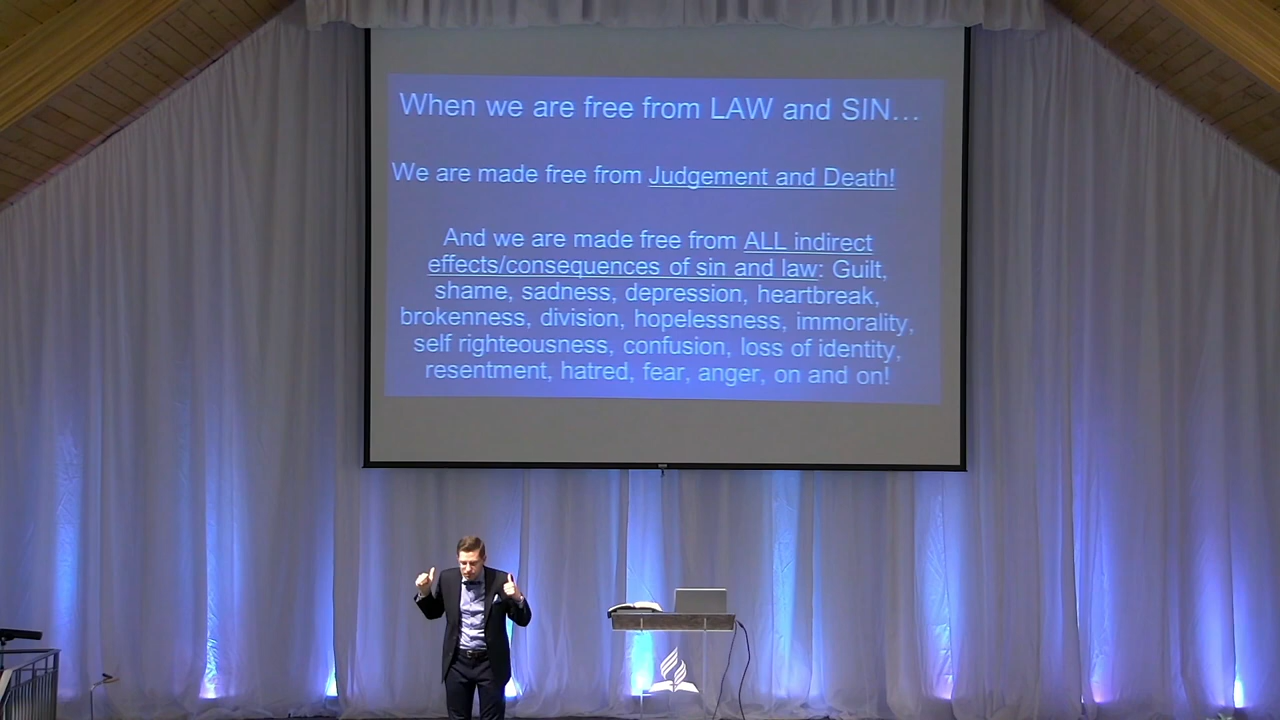 When we are free from LAW and SIN…
We are made free from Judgement and Death!
And we are made free from ALL indirect
effects/consequences of sin and law: Guilt,
shame, sadness, depression, heartbreak,
brokenness, division, hopelessness, immorality,
self righteousness, confusion, loss of identity,
resentment, hatred, fear, anger, on and on!